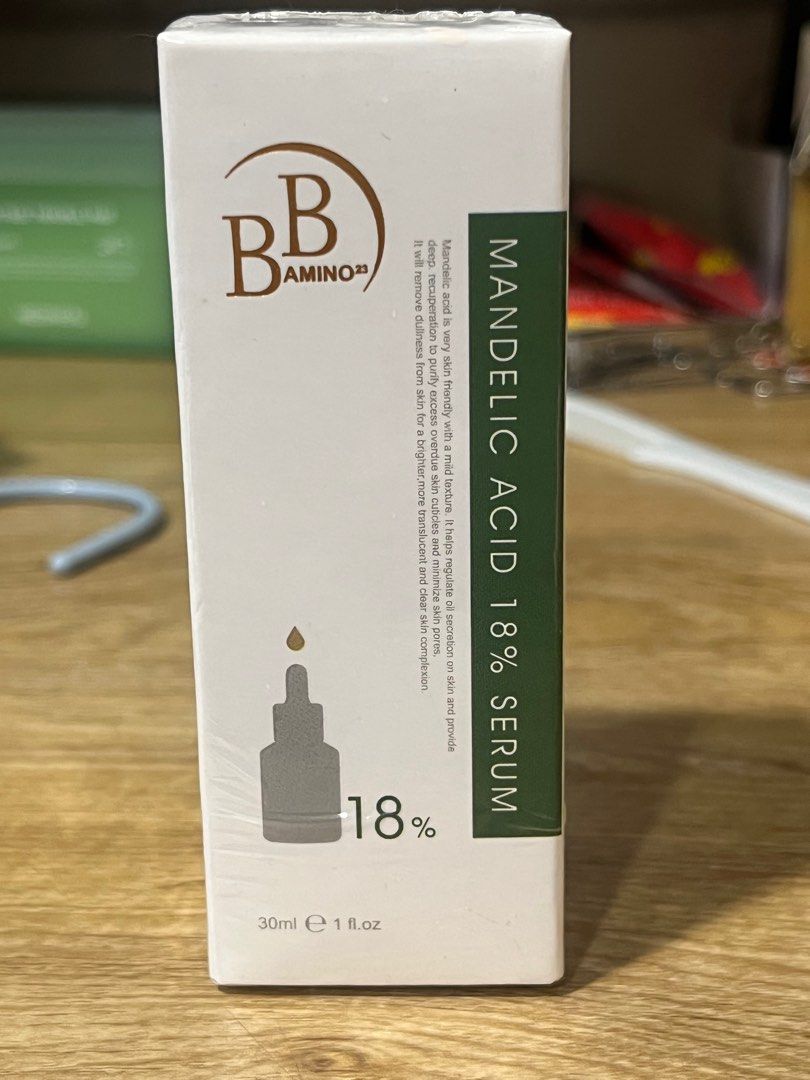 BB
AMINO23
MANDELIC ACID 18% SERUM
Mandelic acid is very skin friendly with a mild texture. It helps regulate oil secretion on skin and provide
deep. recuperation to purify excess overdue skin cuticles and minimize skin pores.
It will remove dullness from skin for a brighter,more translucent and clear skin complexion.
18%
30ml ℮ 1 fl.oz